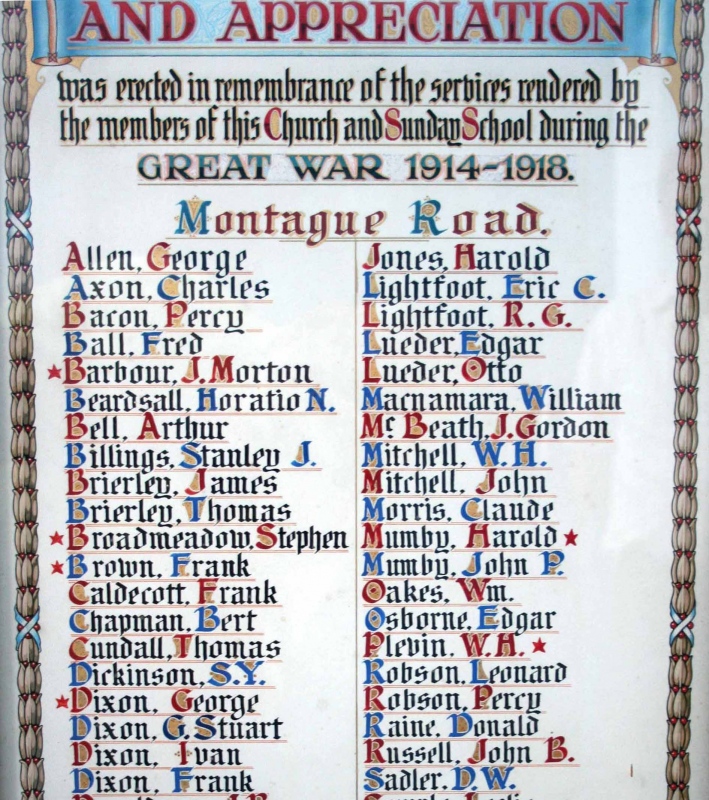 AND APPRECIATION
was erected in remembrance of the services rendered by
the members of this Church and Sunday School during the
GREAT WAR 1914-1918.
Montague Road.
Allen, George
Axon, Charles
Bacon, Percy
Ball, Fred
★Barbour, J. Morton
Beardsall, Horatio N.
Bell, Arthur
Billings, Stanley J.
Brierley, James
Brierley, Thomas
★Broadmeadow, Stephen
★Brown, Frank
Caldecott, Frank
Chapman, Bert
Cundall, Thomas
Dickinson, S.Y.
★Dixon, George
Dixon, G. Stuart
Dixon, Ivan
Dixon, Frank
Jones, Harold
Lightfoot, Eric C.
Lightfoot, R. G.
Lueder, Edgar
Lueder, Otto
Macnamara, William
Mc Beath, J. Gordon
Mitchell, W. H.
Mitchell, John
Morris, Claude
Mumby, Harold ★
Mumby, John P.
Oakes, Wm.
Osborne, Edgar
Plevin, W.H. ★
Robson, Leonard
Robson, Percy
Raine, Donald
Russell, John B.
Sadler, D.W.